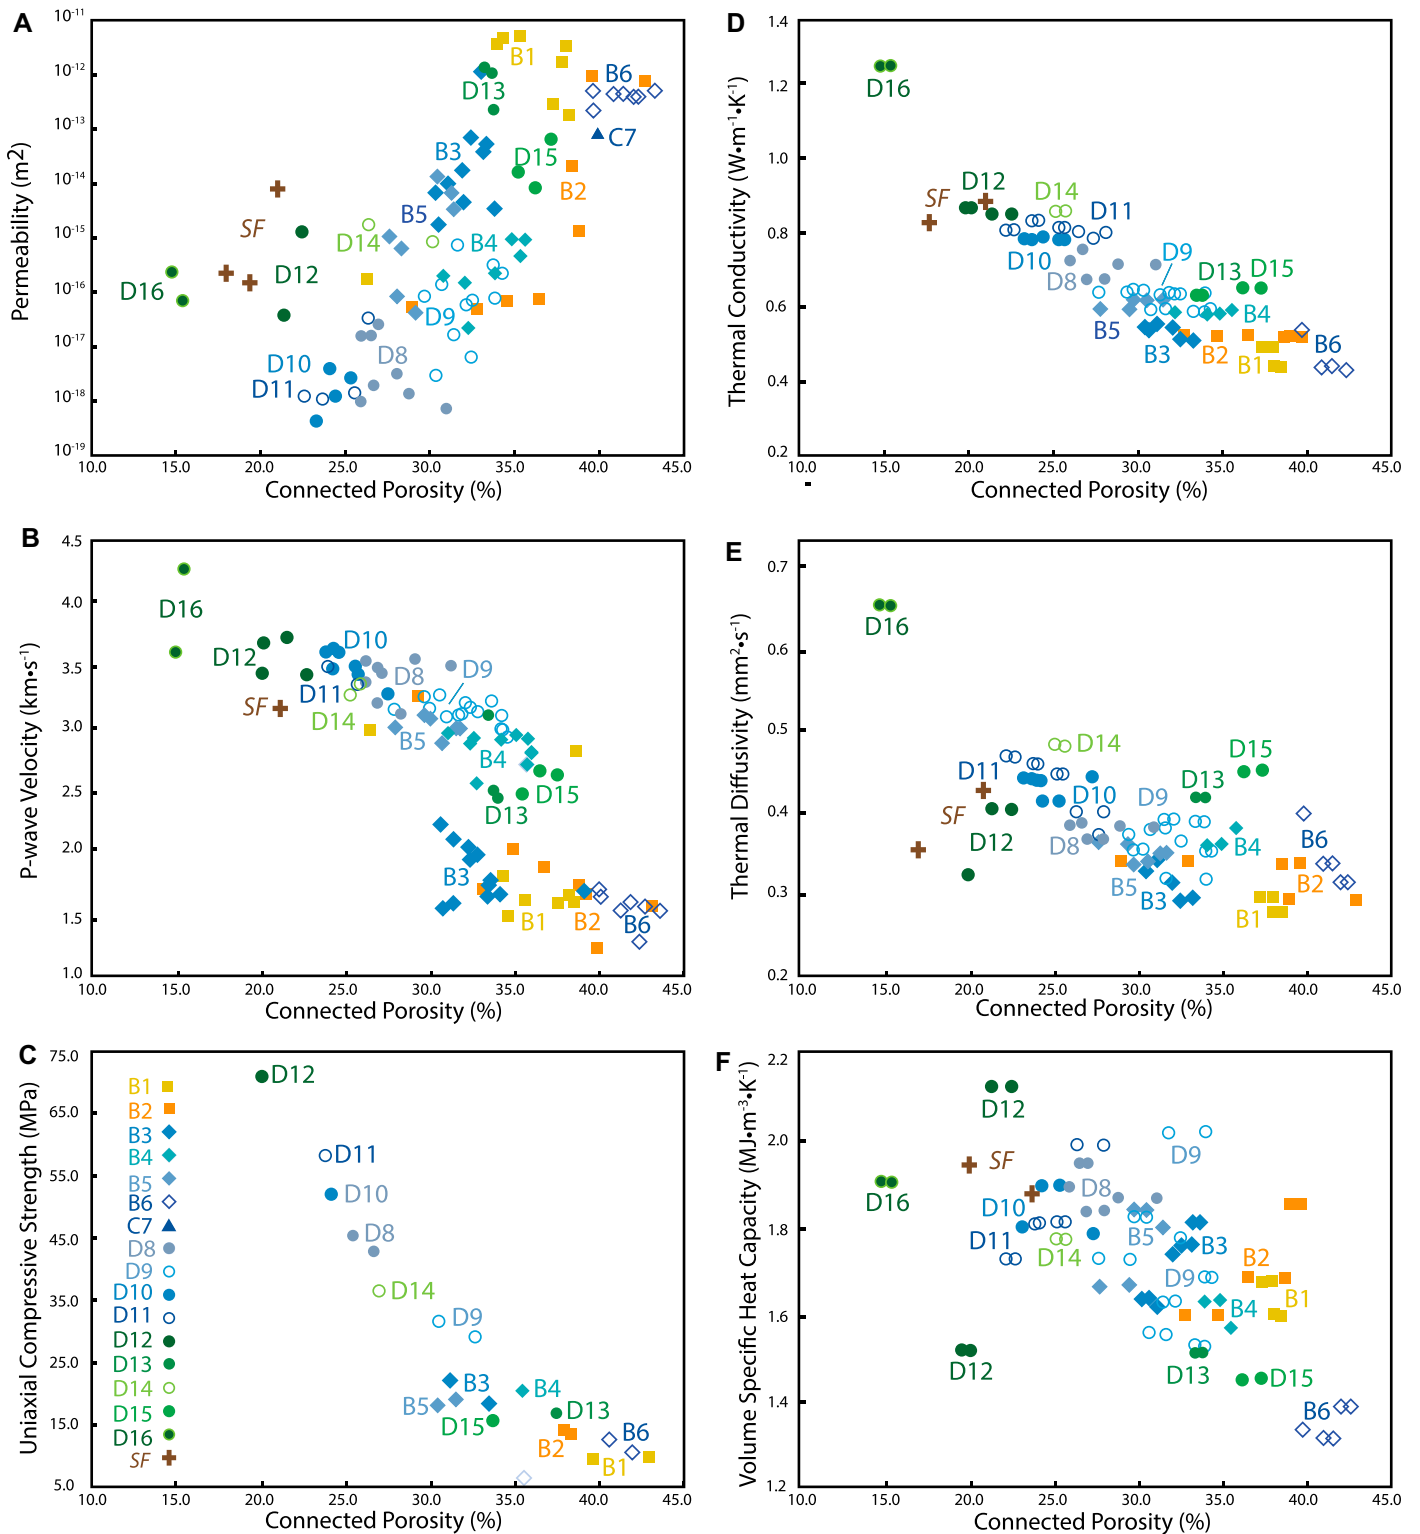 A
10⁻¹¹
10⁻¹²
10⁻¹³
10⁻¹⁴
10⁻¹⁵
10⁻¹⁶
10⁻¹⁷
10⁻¹⁸
10⁻¹⁹
Permeability (m²)
B1
B6
D13
C7
B3
D15
B2
B5
SF
D14
B4
D12
D16
D9
D8
D10
D11
10.0 15.0 20.0 25.0 30.0 35.0 40.0 45.0
Connected Porosity (%)
D
1.4
1.2
1.0
0.8
0.6
0.4
0.2
Thermal Conductivity (W•m⁻¹•K⁻¹)
D16
D12
SF
D14
D11
D10
D9
D8
D13 D15
B5
B4
B3
B2
B6
B1
10.0 15.0 20.0 25.0 30.0 35.0 40.0 45.0
Connected Porosity (%)
B
4.5
4.0
3.5
3.0
2.5
2.0
1.5
1.0
P-wave Velocity (km•s⁻¹)
D16
D10
D12
D9
D8
D11
SF
D14
B5
B4
D15
D13
B3
B1
B2
B6
10.0 15.0 20.0 25.0 30.0 35.0 40.0 45.0
Connected Porosity (%)
E
0.7
0.6
0.5
0.4
0.3
0.2
Thermal Diffusivity (mm²•s⁻¹)
D16
D14
D15
D11
D13
D10
D9
SF
D12
D8
B4
B6
B5
B2
B3
B1
10.0 15.0 20.0 25.0 30.0 35.0 40.0 45.0
Connected Porosity (%)
C
75.0
65.0
55.0
45.0
35.0
25.0
15.0
5.0
Uniaxial Compressive Strength (MPa)
B1
B2
B3
B4
B5
B6
C7
D8
D9
D10
D11
D12
D13
D14
D15
D16
SF
D12
D11
D10
D8
D14
D9
B3
B4
B5
D15
D13
B2
B6
B1
10.0 15.0 20.0 25.0 30.0 35.0 40.0 45.0
Connected Porosity (%)
F
2.2
2.0
1.8
1.6
1.4
1.2
Volume Specific Heat Capacity (MJ•m⁻³•K⁻¹)
D12
D9
SF
D16
D8
D10
D11
B5
B3
D14
B2
D9
B1
B4
D12
D13
D15
B6
10.0 15.0 20.0 25.0 30.0 35.0 40.0 45.0
Connected Porosity (%)